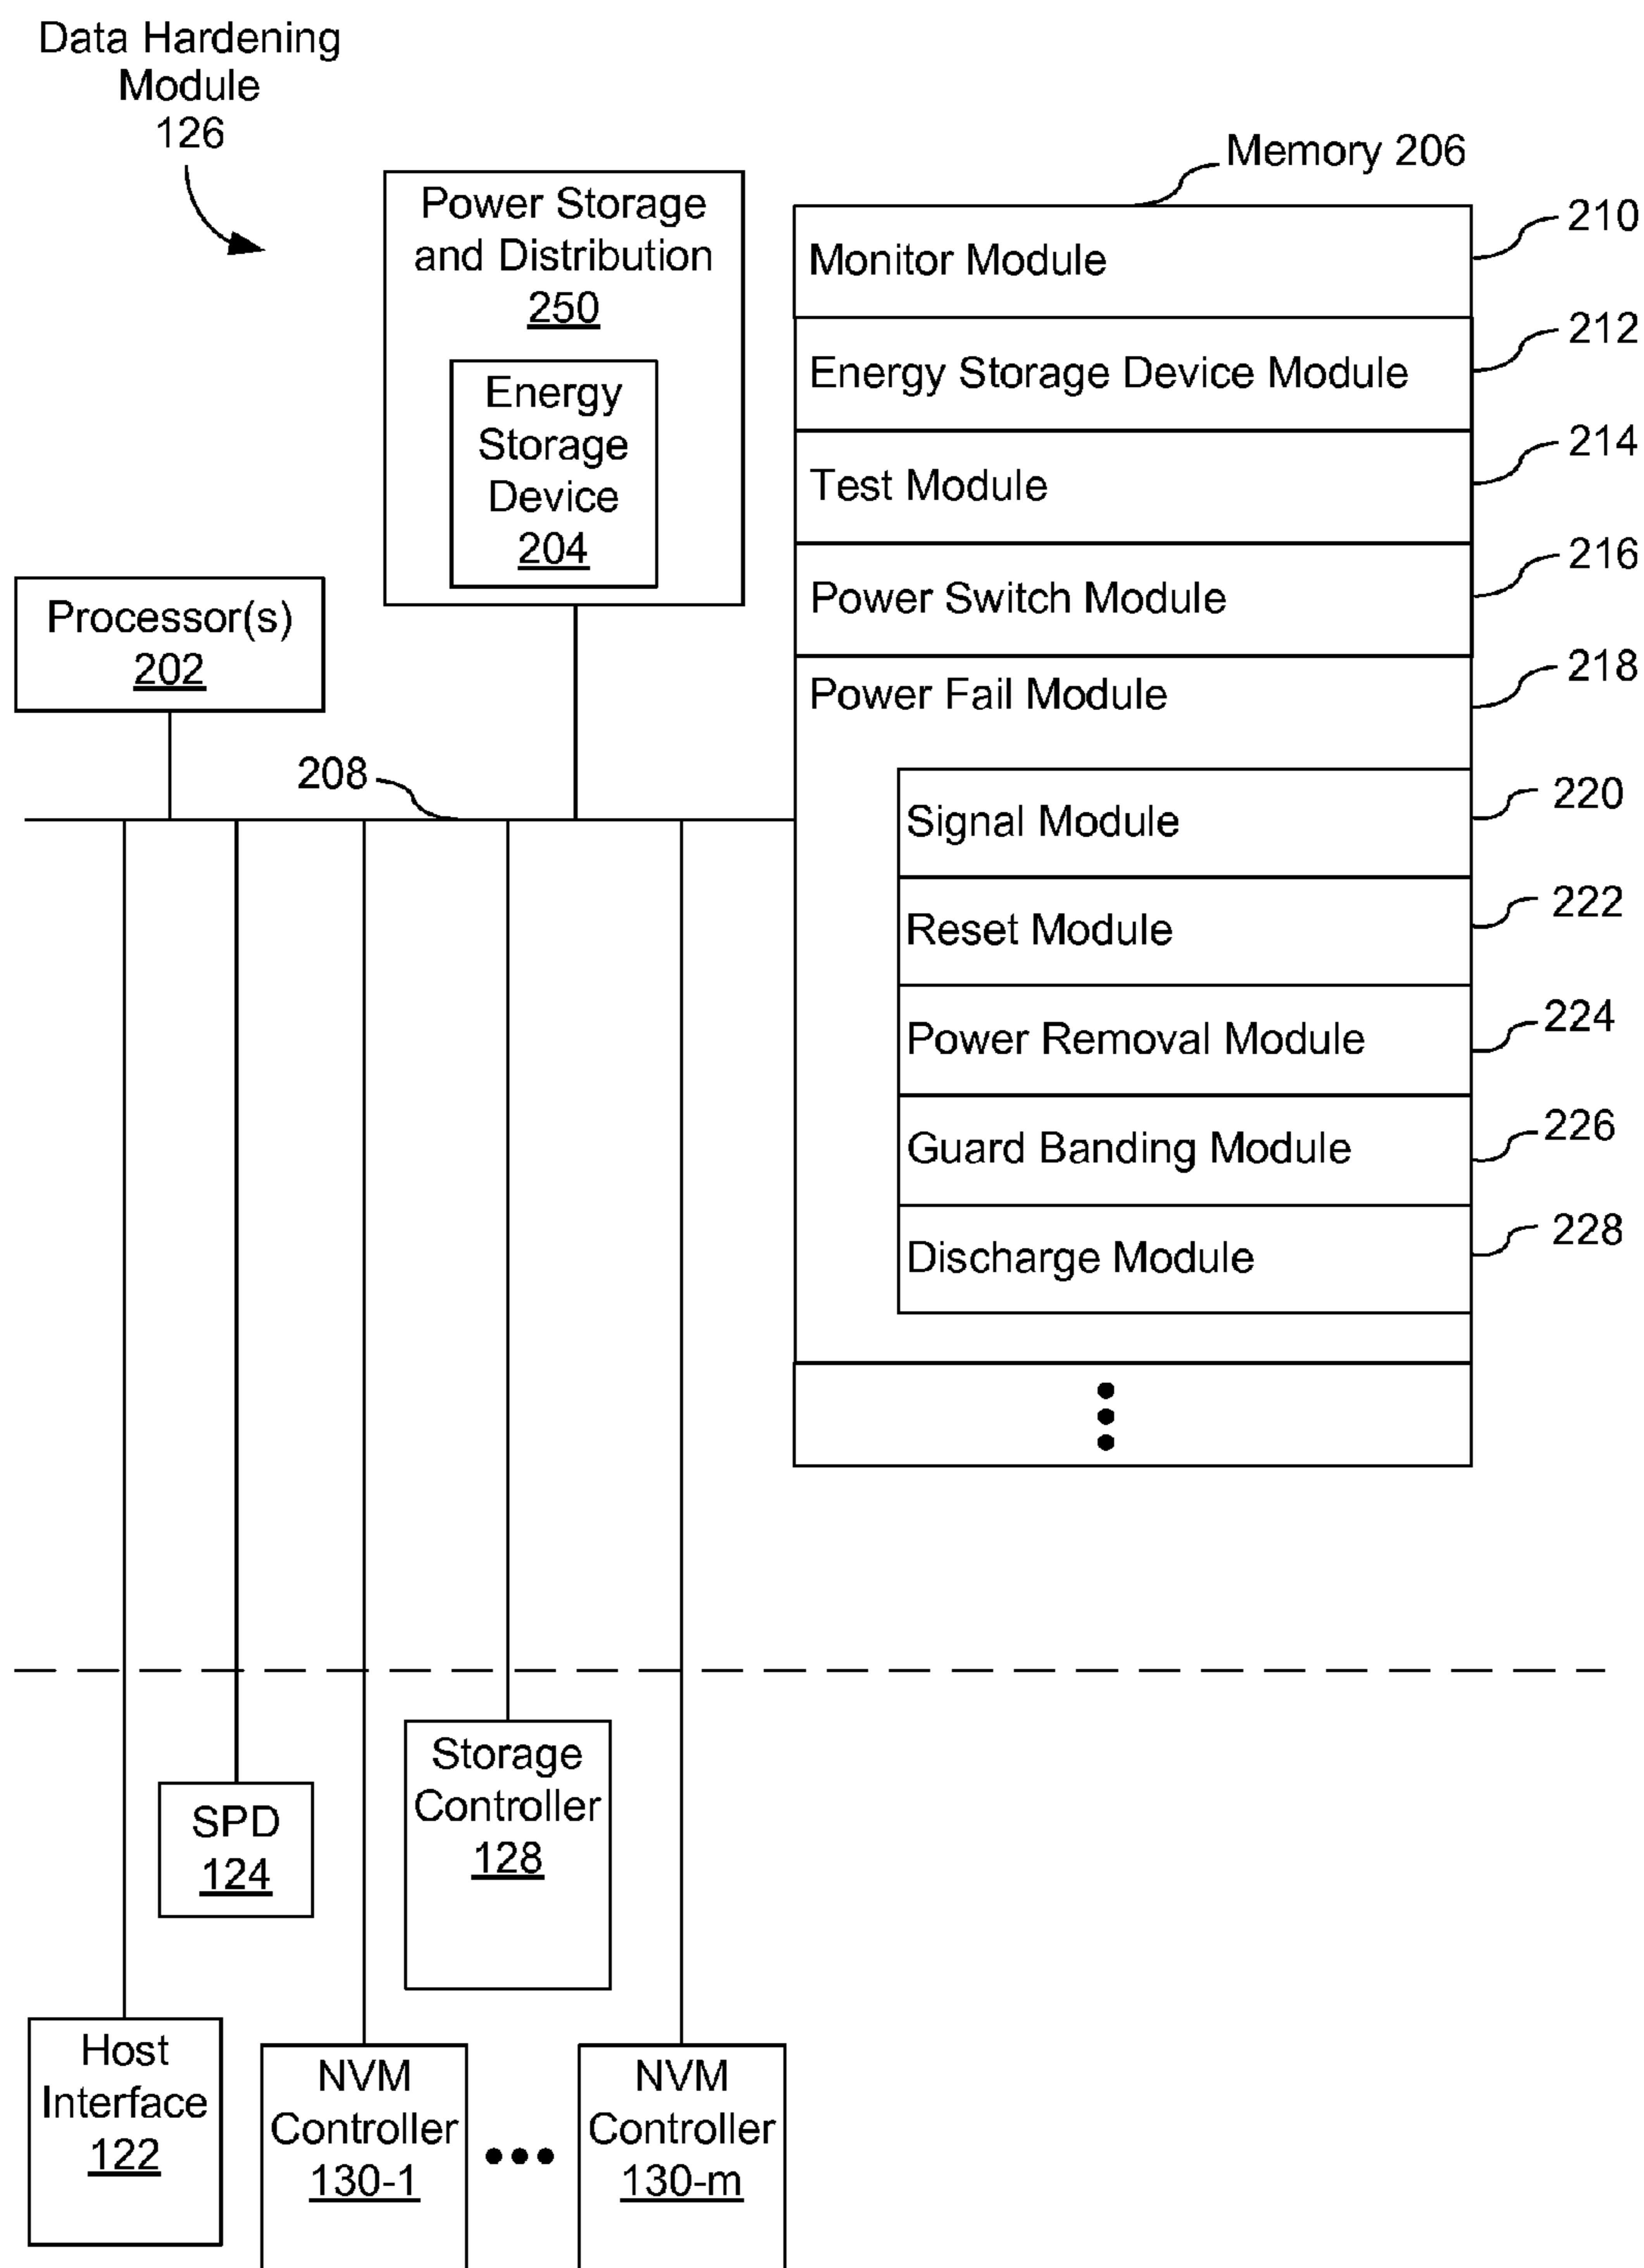 Data Hardening
Module
126
Power Storage
and Distribution
250
Energy
Storage
Device
204
Processor(s)
202
208
Memory 206
Monitor Module
210
Energy Storage Device Module
212
Test Module
214
Power Switch Module
216
Power Fail Module
218
Signal Module
220
Reset Module
222
Power Removal Module
224
Guard Banding Module
226
Discharge Module
228
Storage
Controller
128
SPD
124
Host
Interface
122
NVM
Controller
130-1
NVM
Controller
130-m